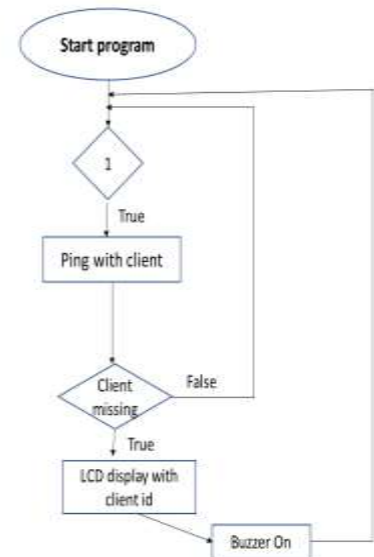 Start program
1
True
Ping with client
Client
missing
False
True
LCD display with
client id
Buzzer On